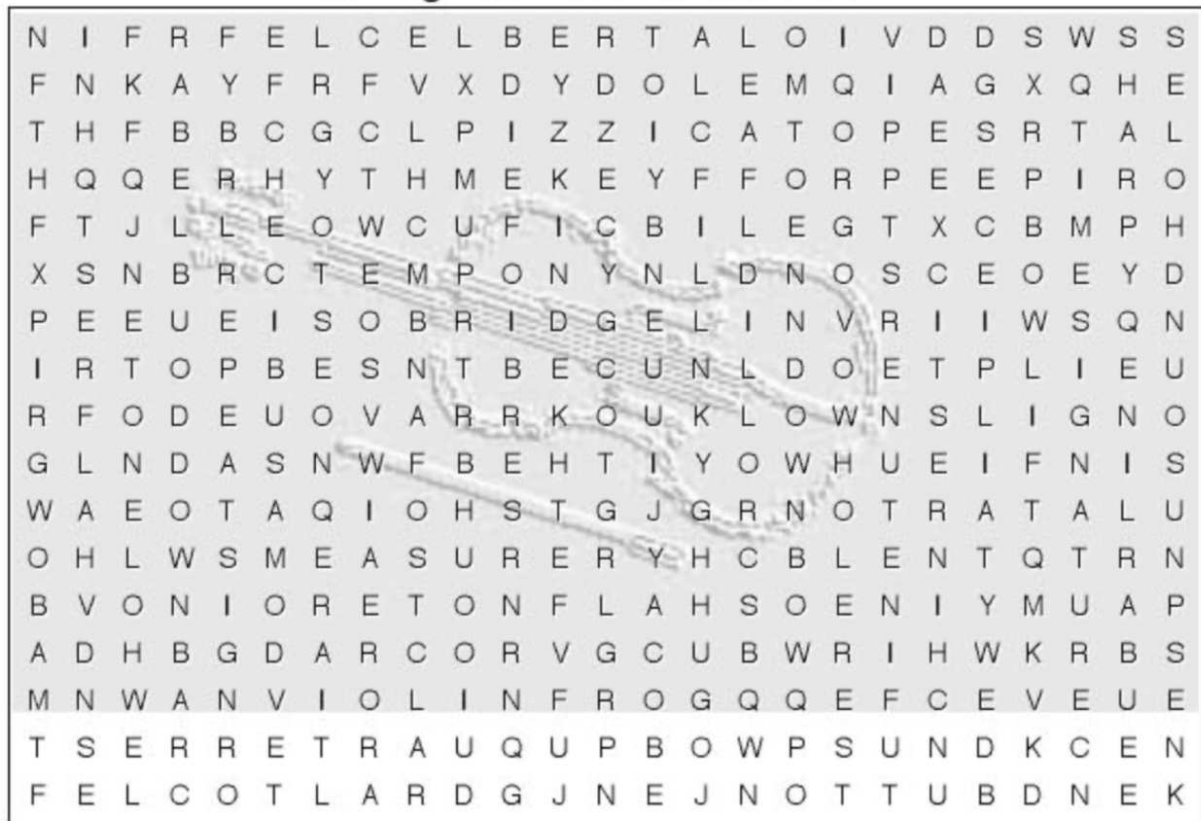 N I F R F E L C E L B E R T A L O I V D D S W S S
F N K A Y F R F V X D Y D O L E M Q I A G X Q H E
T H F B B C G C L P I Z Z I C A T O P E S R T A L
H Q Q E R H Y T H M E K E Y F F O R P E E P I R O
F T J L L E O W C U F I C B I L E G T X C B M P H
X S N B R C T E M P O N Y N L D N O S C E O E Y D
P E E U E I S O B R I D G E L I N V R I I W S Q N
I R T O P B E S N T B E C U N L D O E T P L I E U
R F O D E U O V A R R K O U K L O W N S L I G N O
G L N D A S N W F B E H T I Y O W H U E I F N I S
W A E O T A Q I O H S T G J G R N O T R A T A L U
O H L W S M E A S U R E R Y H C B L E N T Q T R N
B V O N I O R E T O N F L A H S O E N I Y M U A P
A D H B G D A R C O R V G C U B W R I H W K R B S
M N W A N V I O L I N F R O G Q Q E F C E V E U E
T S E R R E T R A U Q U P B O W P S U N D K C E N
F E L C O T L A R D G J N E J N O T T U B D N E K